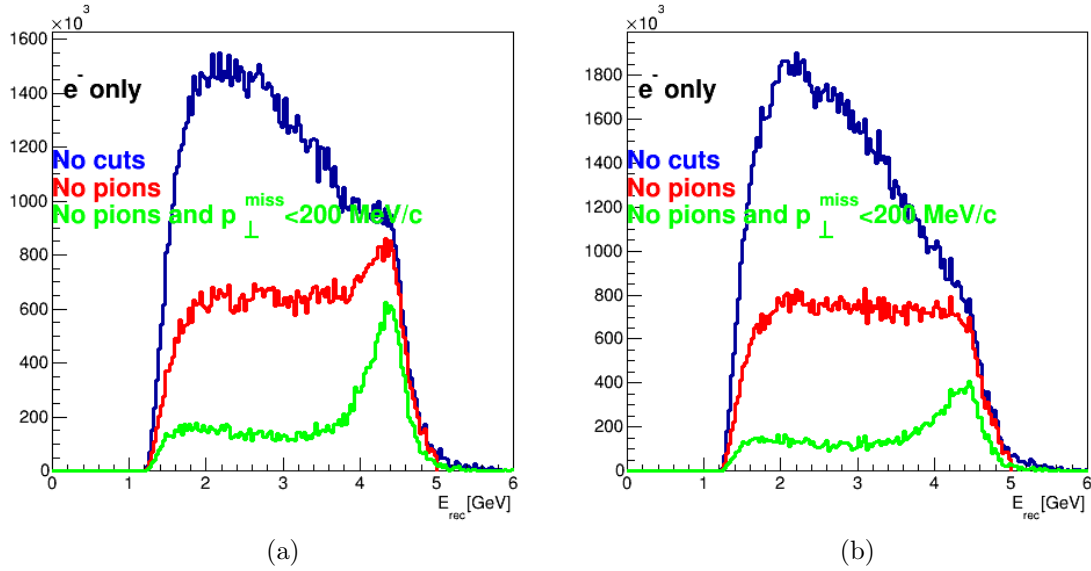 ×10³
1600
1400
1200
1000
800
600
400
200
0
e⁻ only
No cuts
No pions
No pions and p⊥^miss<200 MeV/c
0 1 2 3 4 5 6
E_rec[GeV]
(a)
×10³
1800
1600
1400
1200
1000
800
600
400
200
0
e⁻ only
No cuts
No pions
No pions and p⊥^miss<200 MeV/c
0 1 2 3 4 5 6
E_rec[GeV]
(b)